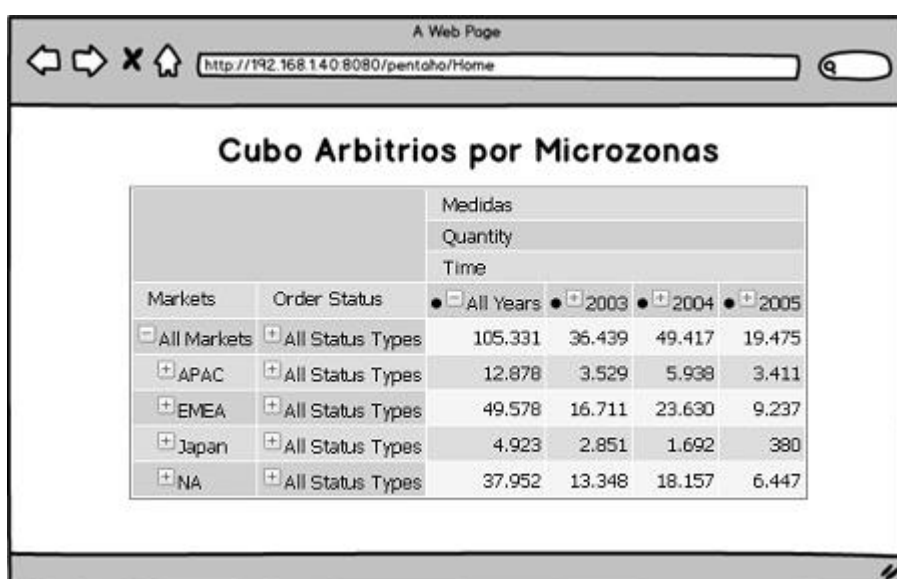 A Web Page
http://192.168.1.40:8080/pentaho/Home
Cubo Arbitrios por Microzonas
Medidas
Quantity
Time
Markets Order Status All Years 2003 2004 2005
All Markets All Status Types 105.331 36.439 49.417 19.475
APAC All Status Types 12.878 3.529 5.938 3.411
EMEA All Status Types 49.578 16.711 23.630 9.237
Japan All Status Types 4.923 2.851 1.692 380
NA All Status Types 37.952 13.348 18.157 6.447